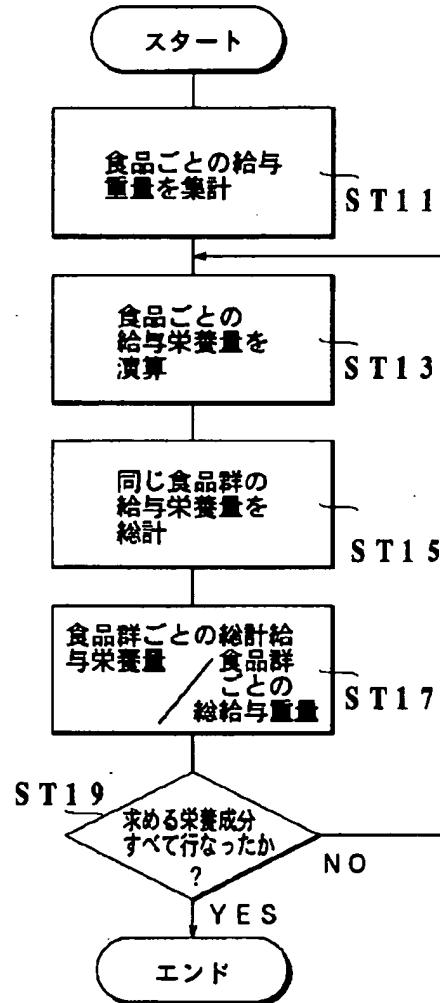 スタート
食品ごとの給与
重量を集計
ST11
食品ごとの
給与栄養量を
演算
ST13
同じ食品群の
給与栄養量を
総計
ST15
食品群ごとの総計給
与栄養量
／食品群
ごとの
総給与重量
ST17
ST19
求める栄養成分
すべて行なったか
?
NO
YES
エンド